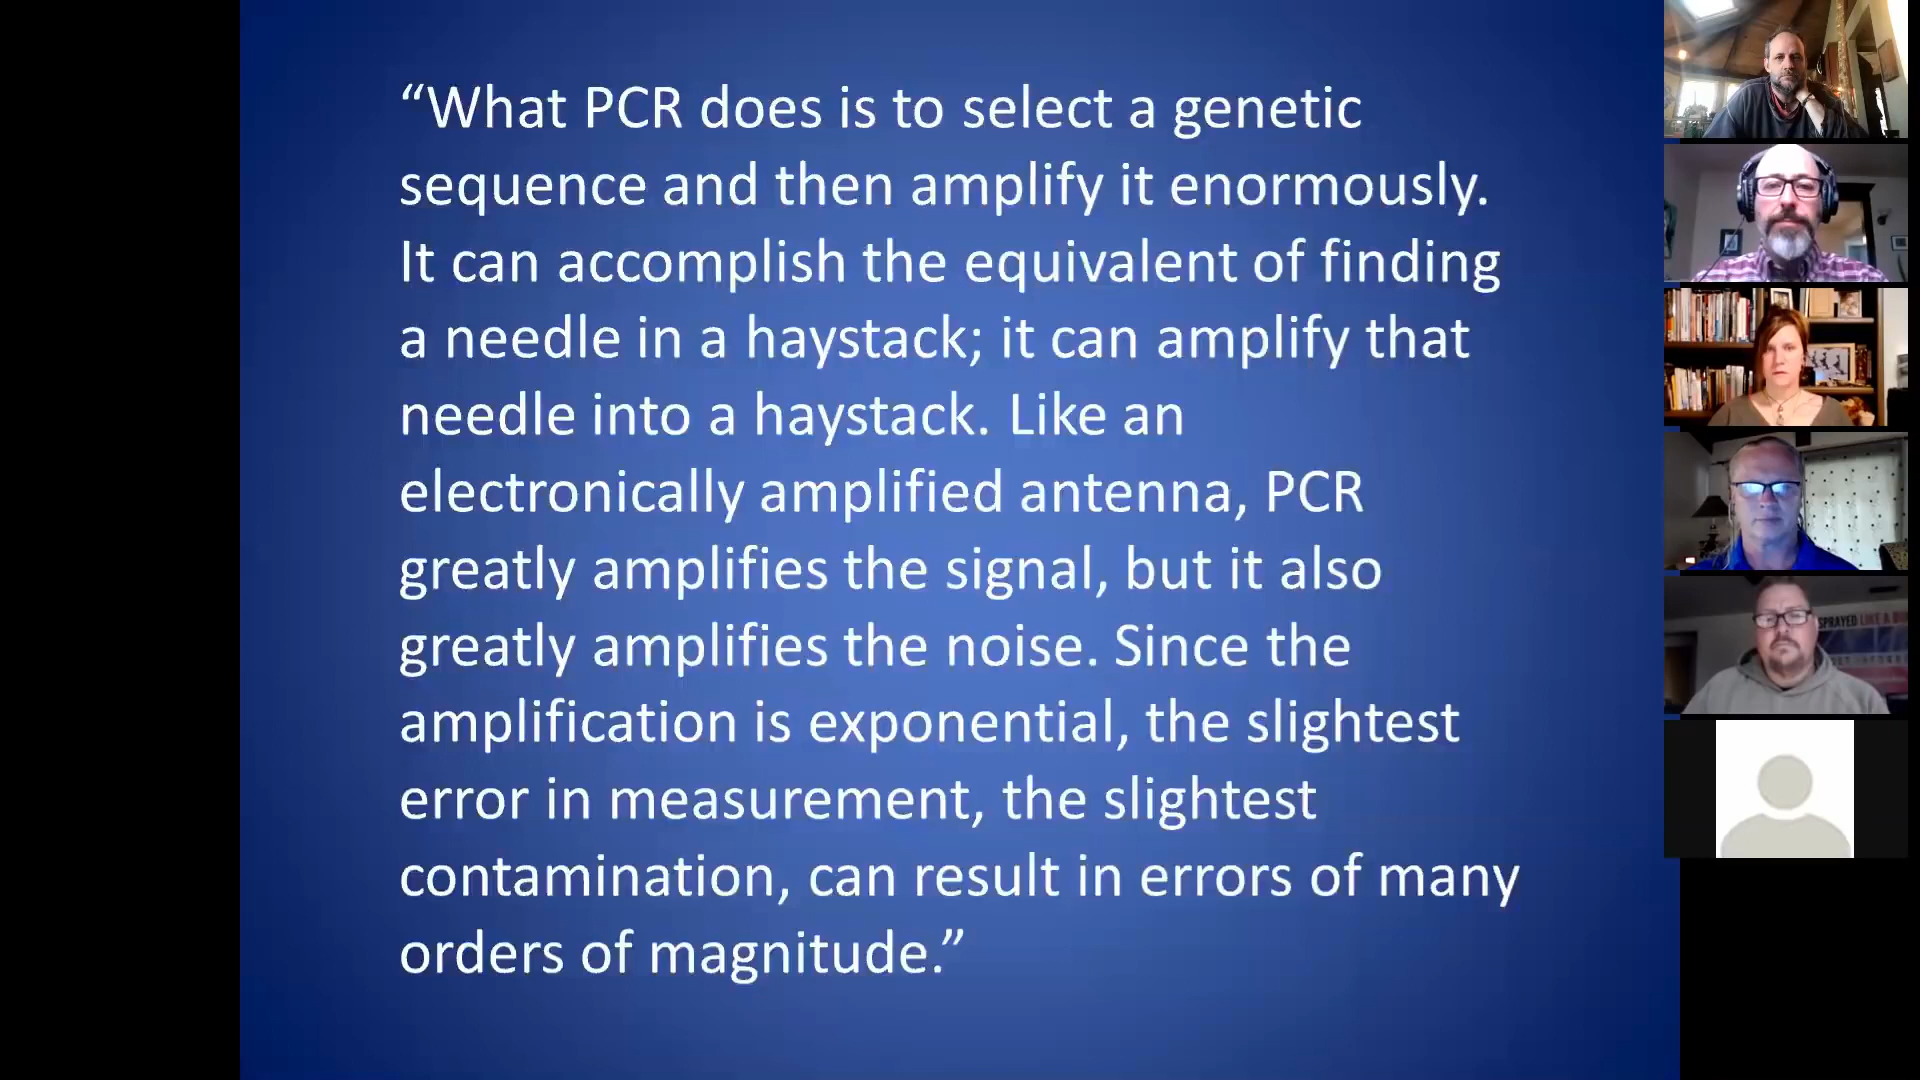 “What PCR does is to select a genetic
sequence and then amplify it enormously.
It can accomplish the equivalent of finding
a needle in a haystack; it can amplify that
needle into a haystack. Like an
electronically amplified antenna, PCR
greatly amplifies the signal, but it also
greatly amplifies the noise. Since the
amplification is exponential, the slightest
error in measurement, the slightest
contamination, can result in errors of many
orders of magnitude.”
SPRAYED LIKE A